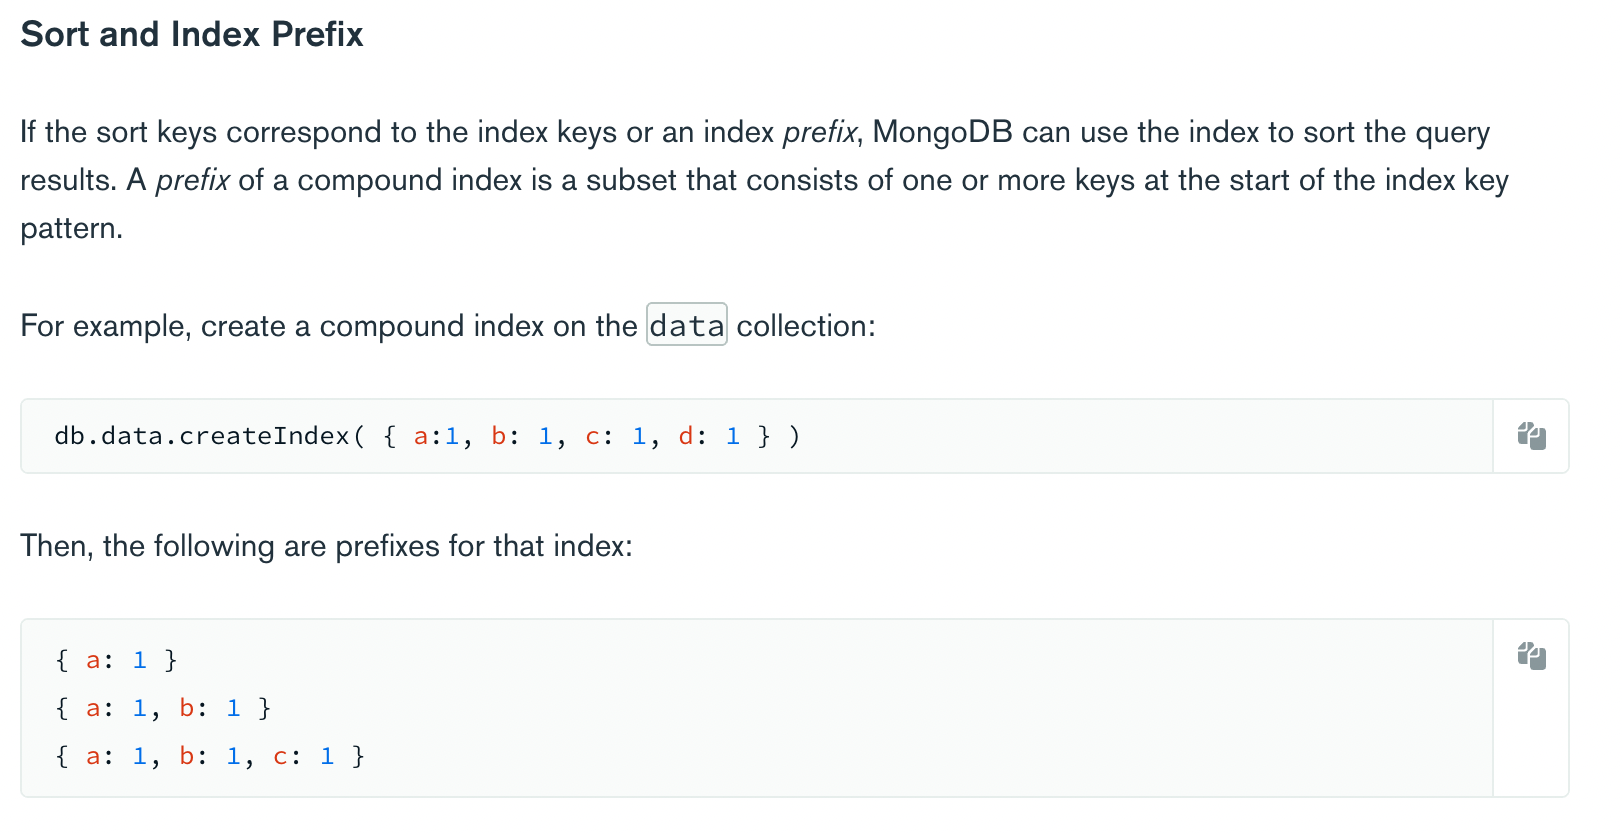 Sort and Index Prefix
If the sort keys correspond to the index keys or an index prefix, MongoDB can use the index to sort the query
results. A prefix of a compound index is a subset that consists of one or more keys at the start of the index key
pattern.
For example, create a compound index on the data collection:
db.data.createIndex( { a:1, b: 1, c: 1, d: 1 } )
Then, the following are prefixes for that index:
{ a: 1 }
{ a: 1, b: 1 }
{ a: 1, b: 1, c: 1 }